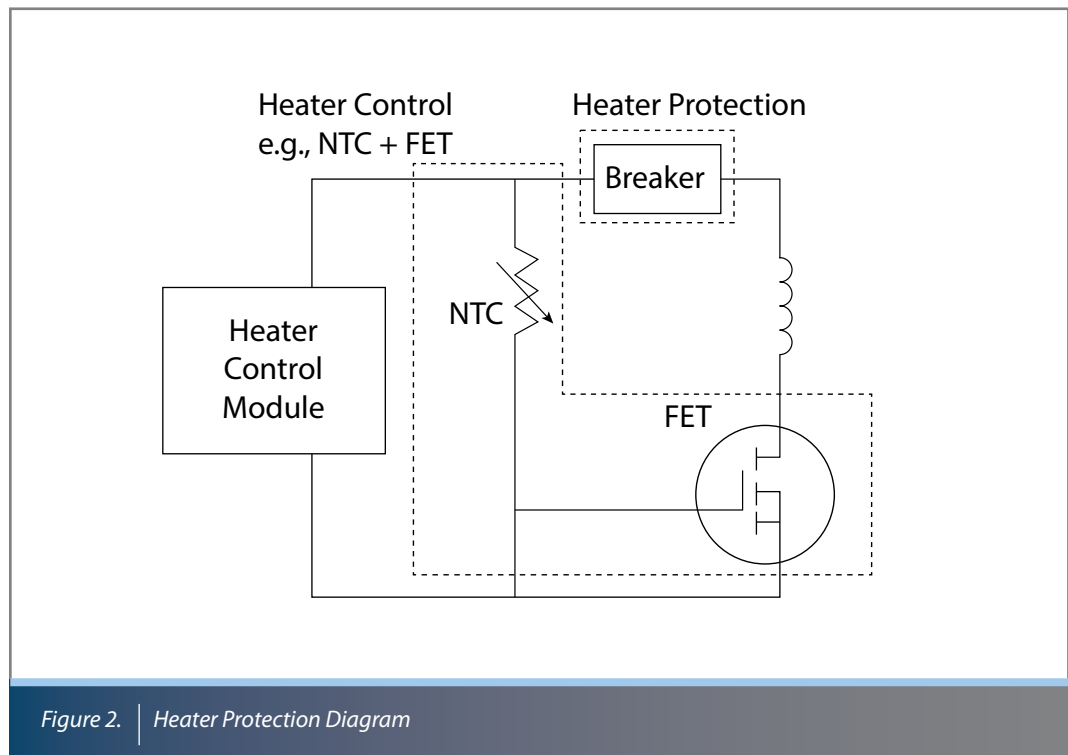 Heater Control
e.g., NTC + FET
Heater Protection
Breaker
NTC
Heater
Control
Module
FET
Figure 2. Heater Protection Diagram